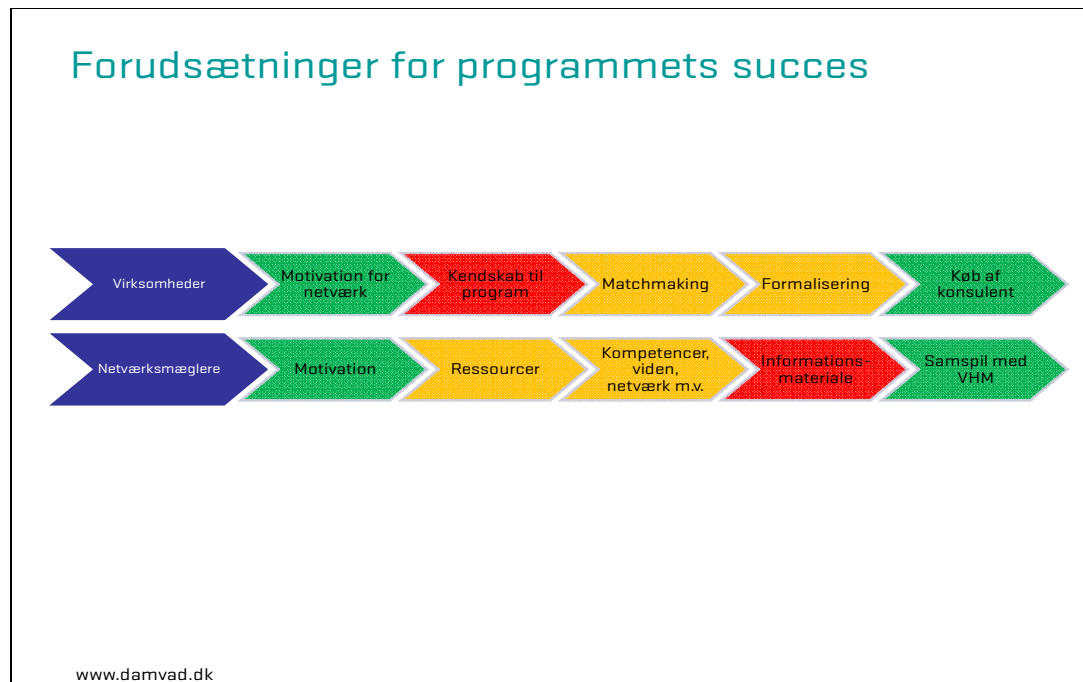 Forudsætninger for programmets succes
Virksomheder
Motivation for
netværk
Kendskab til
program
Matchmaking
Formalisering
Køb af
konsulent
Netværksmæglere
Motivation
Ressourcer
Kompetencer,
viden,
netværk m.v.
Informations-
materiale
Samspil med
VHM
www.damvad.dk